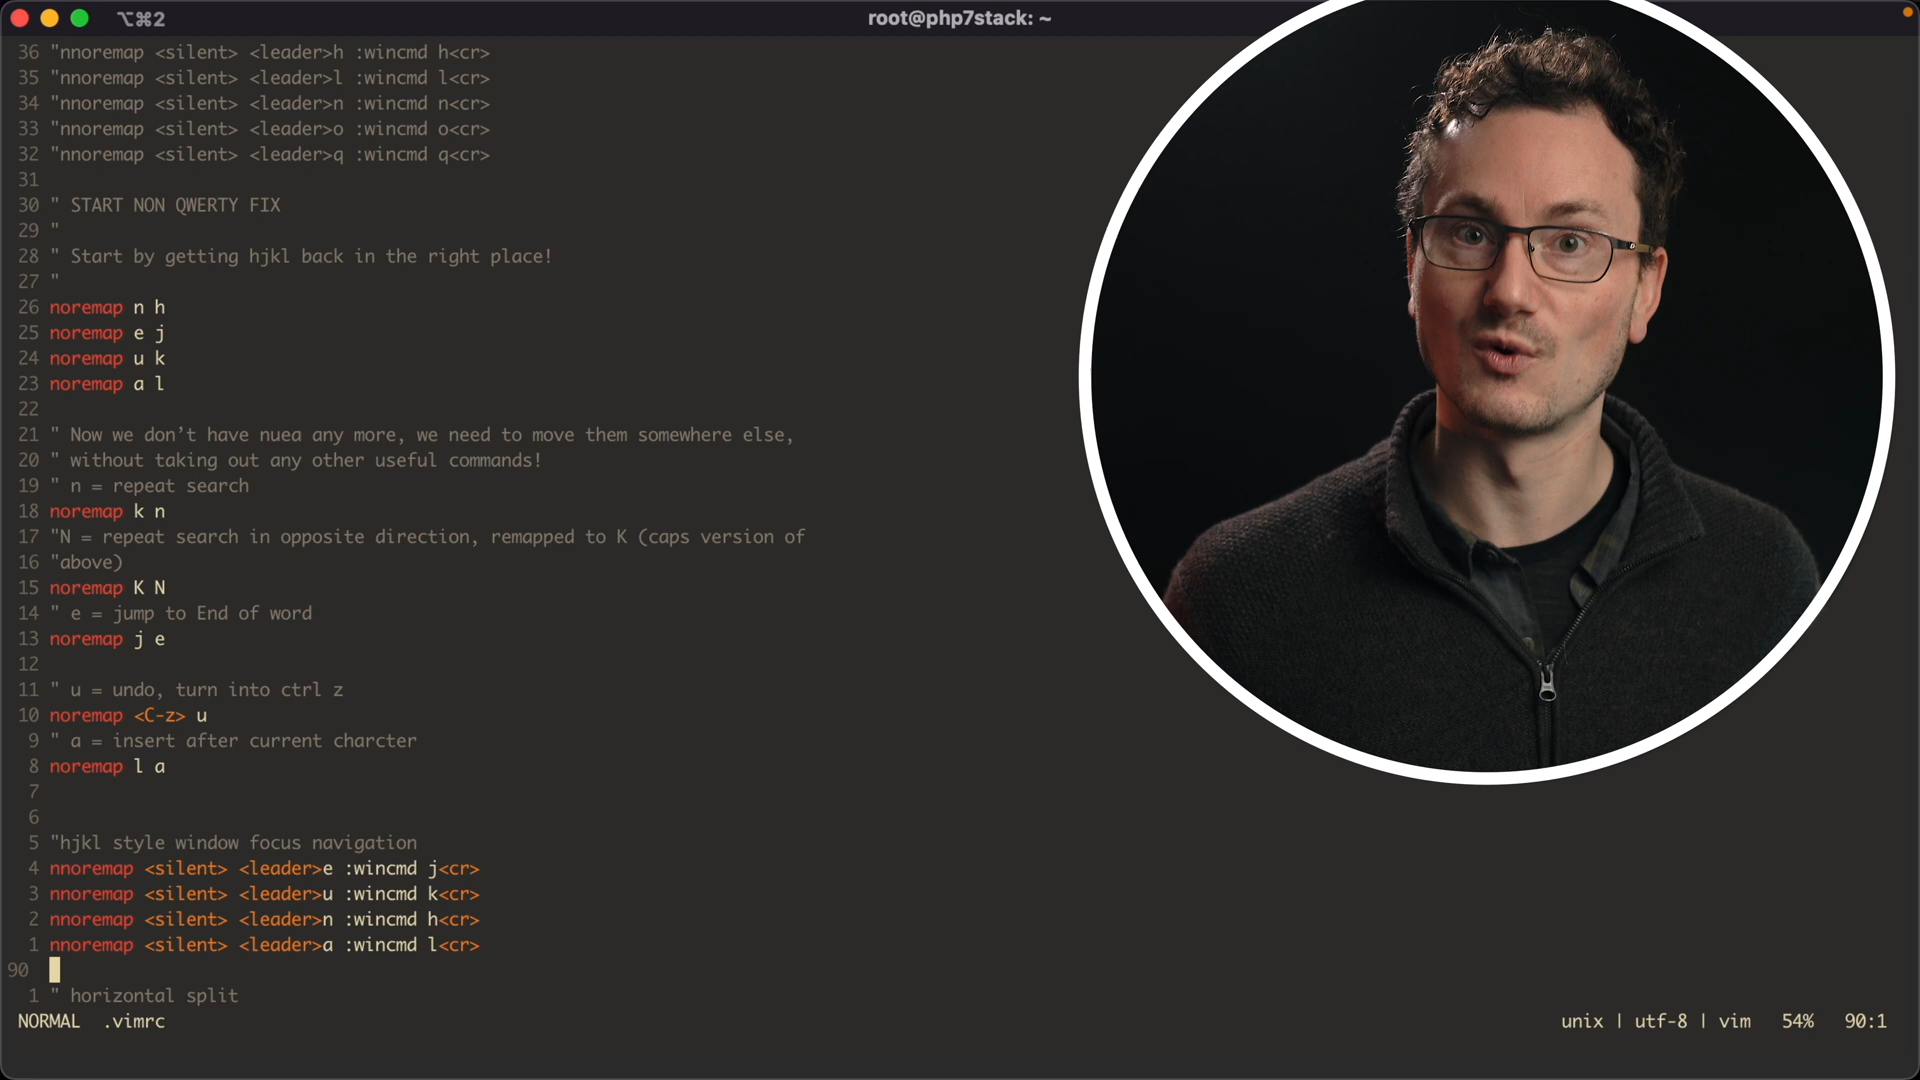 ⌥⌘2
root@php7stack: ~
36 "nnoremap <silent> <leader>h :wincmd h<cr>
35 "nnoremap <silent> <leader>l :wincmd l<cr>
34 "nnoremap <silent> <leader>n :wincmd n<cr>
33 "nnoremap <silent> <leader>o :wincmd o<cr>
32 "nnoremap <silent> <leader>q :wincmd q<cr>
31
30 " START NON QWERTY FIX
29 "
28 " Start by getting hjkl back in the right place!
27 "
26 noremap n h
25 noremap e j
24 noremap u k
23 noremap a l
22
21 " Now we don’t have nuea any more, we need to move them somewhere else,
20 " without taking out any other useful commands!
19 " n = repeat search
18 noremap k n
17 "N = repeat search in opposite direction, remapped to K (caps version of
16 "above)
15 noremap K N
14 " e = jump to End of word
13 noremap j e
12
11 " u = undo, turn into ctrl z
10 noremap <C-z> u
9 " a = insert after current charcter
8 noremap l a
7
6
5 "hjkl style window focus navigation
4 nnoremap <silent> <leader>e :wincmd j<cr>
3 nnoremap <silent> <leader>u :wincmd k<cr>
2 nnoremap <silent> <leader>n :wincmd h<cr>
1 nnoremap <silent> <leader>a :wincmd l<cr>
90
1 " horizontal split
NORMAL .vimrc unix | utf-8 | vim 54% 90:1